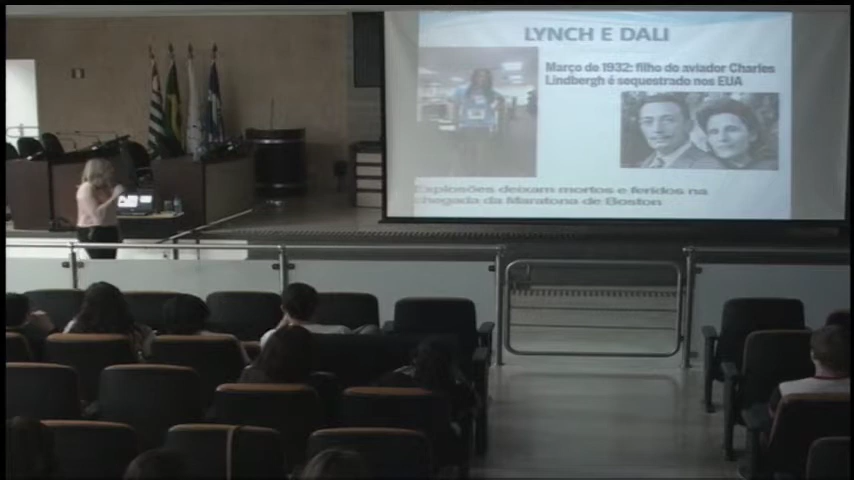 LYNCH E DALI
Março de 1932: filho do aviador Charles
Lindbergh é sequestrado nos EUA
Explosões deixam mortos e feridos na
chegada da Maratona de Boston